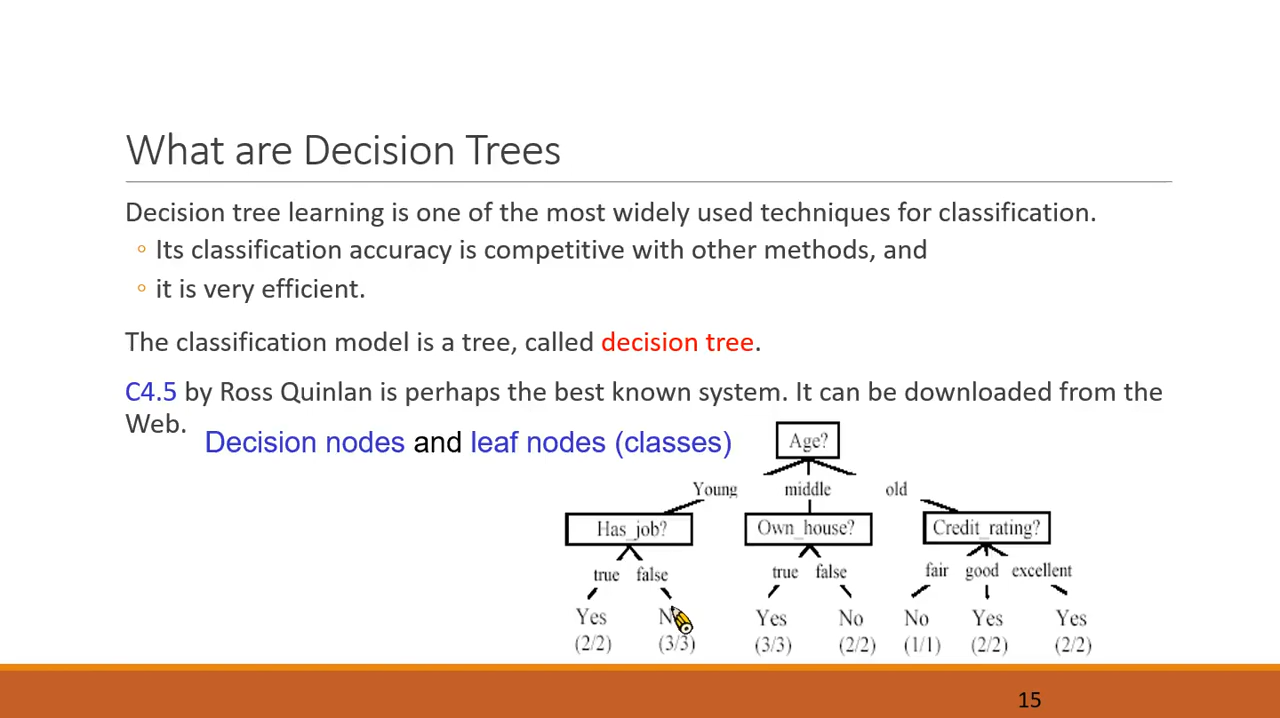 What are Decision Trees
Decision tree learning is one of the most widely used techniques for classification.
◦ Its classification accuracy is competitive with other methods, and
◦ it is very efficient.
The classification model is a tree, called decision tree.
C4.5 by Ross Quinlan is perhaps the best known system. It can be downloaded from the
Web.
Decision nodes and leaf nodes (classes)
Age?
Young middle old
Has_job? Own_house? Credit_rating?
true false true false fair good excellent
Yes Yes No No Yes Yes
(2/2) (3/3) (3/3) (2/2) (1/1) (2/2) (2/2)
15